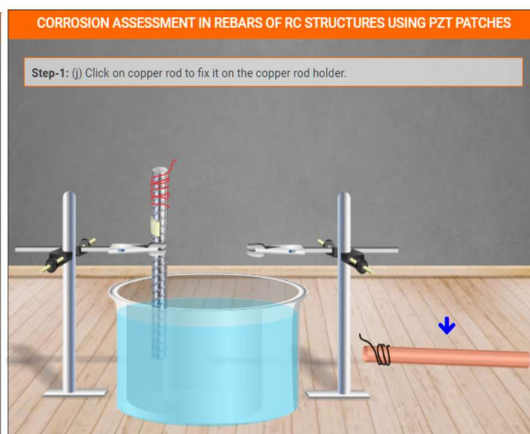 CORROSION ASSESSMENT IN REBARS OF RC STRUCTURES USING PZT PATCHES
Step-1: (j) Click on copper rod to fix it on the copper rod holder.